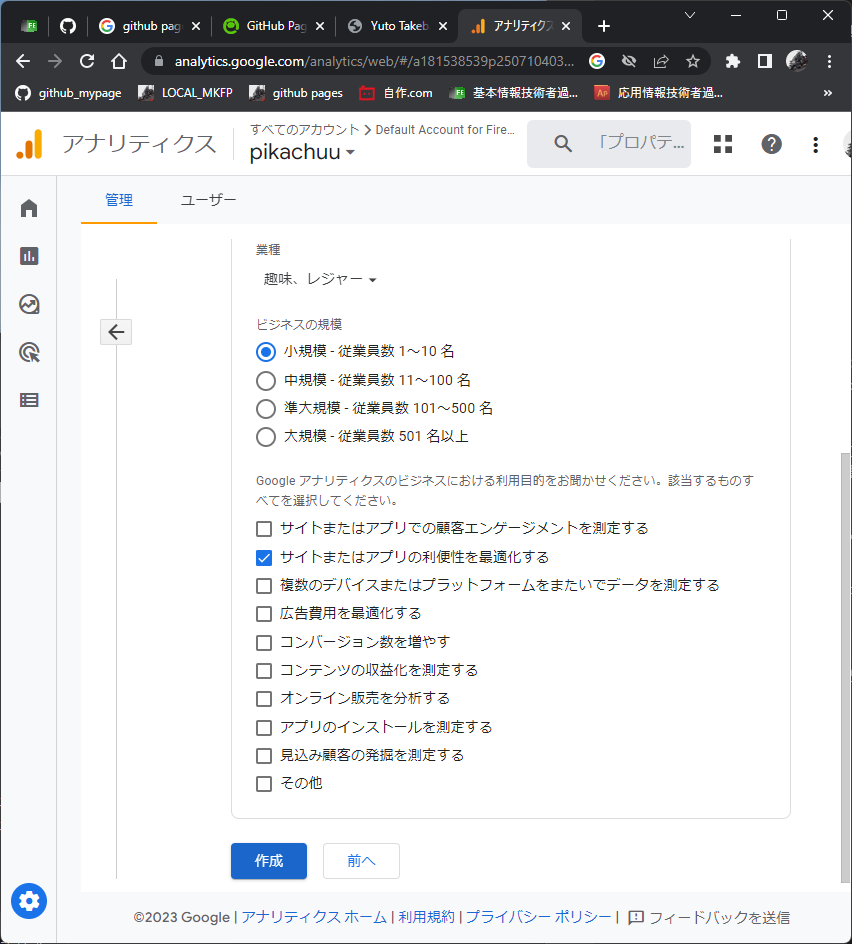 github pag
GitHub Pag
Yuto Takeb
アナリティクス
analytics.google.com/analytics/web/#/a181538539p250710403...
github_mypage
LOCAL_MKFP
github pages
自作.com
FE
基本情報技術者過...
AP
応用情報技術者過...
»
アナリティクス
すべてのアカウント > Default Account for Fire...
pikachuu
「プロパテ...
管理
ユーザー
業種
趣味、レジャー
ビジネスの規模
小規模 - 従業員数 1～10 名
中規模 - 従業員数 11～100 名
準大規模 - 従業員数 101～500 名
大規模 - 従業員数 501 名以上
Google アナリティクスのビジネスにおける利用目的をお聞かせください。該当するものす
べてを選択してください。
サイトまたはアプリでの顧客エンゲージメントを測定する
サイトまたはアプリの利便性を最適化する
複数のデバイスまたはプラットフォームをまたいでデータを測定する
広告費用を最適化する
コンバージョン数を増やす
コンテンツの収益化を測定する
オンライン販売を分析する
アプリのインストールを測定する
見込み顧客の発掘を測定する
その他
作成
前へ
©2023 Google | アナリティクス ホーム | 利用規約 | プライバシー ポリシー | フィードバックを送信